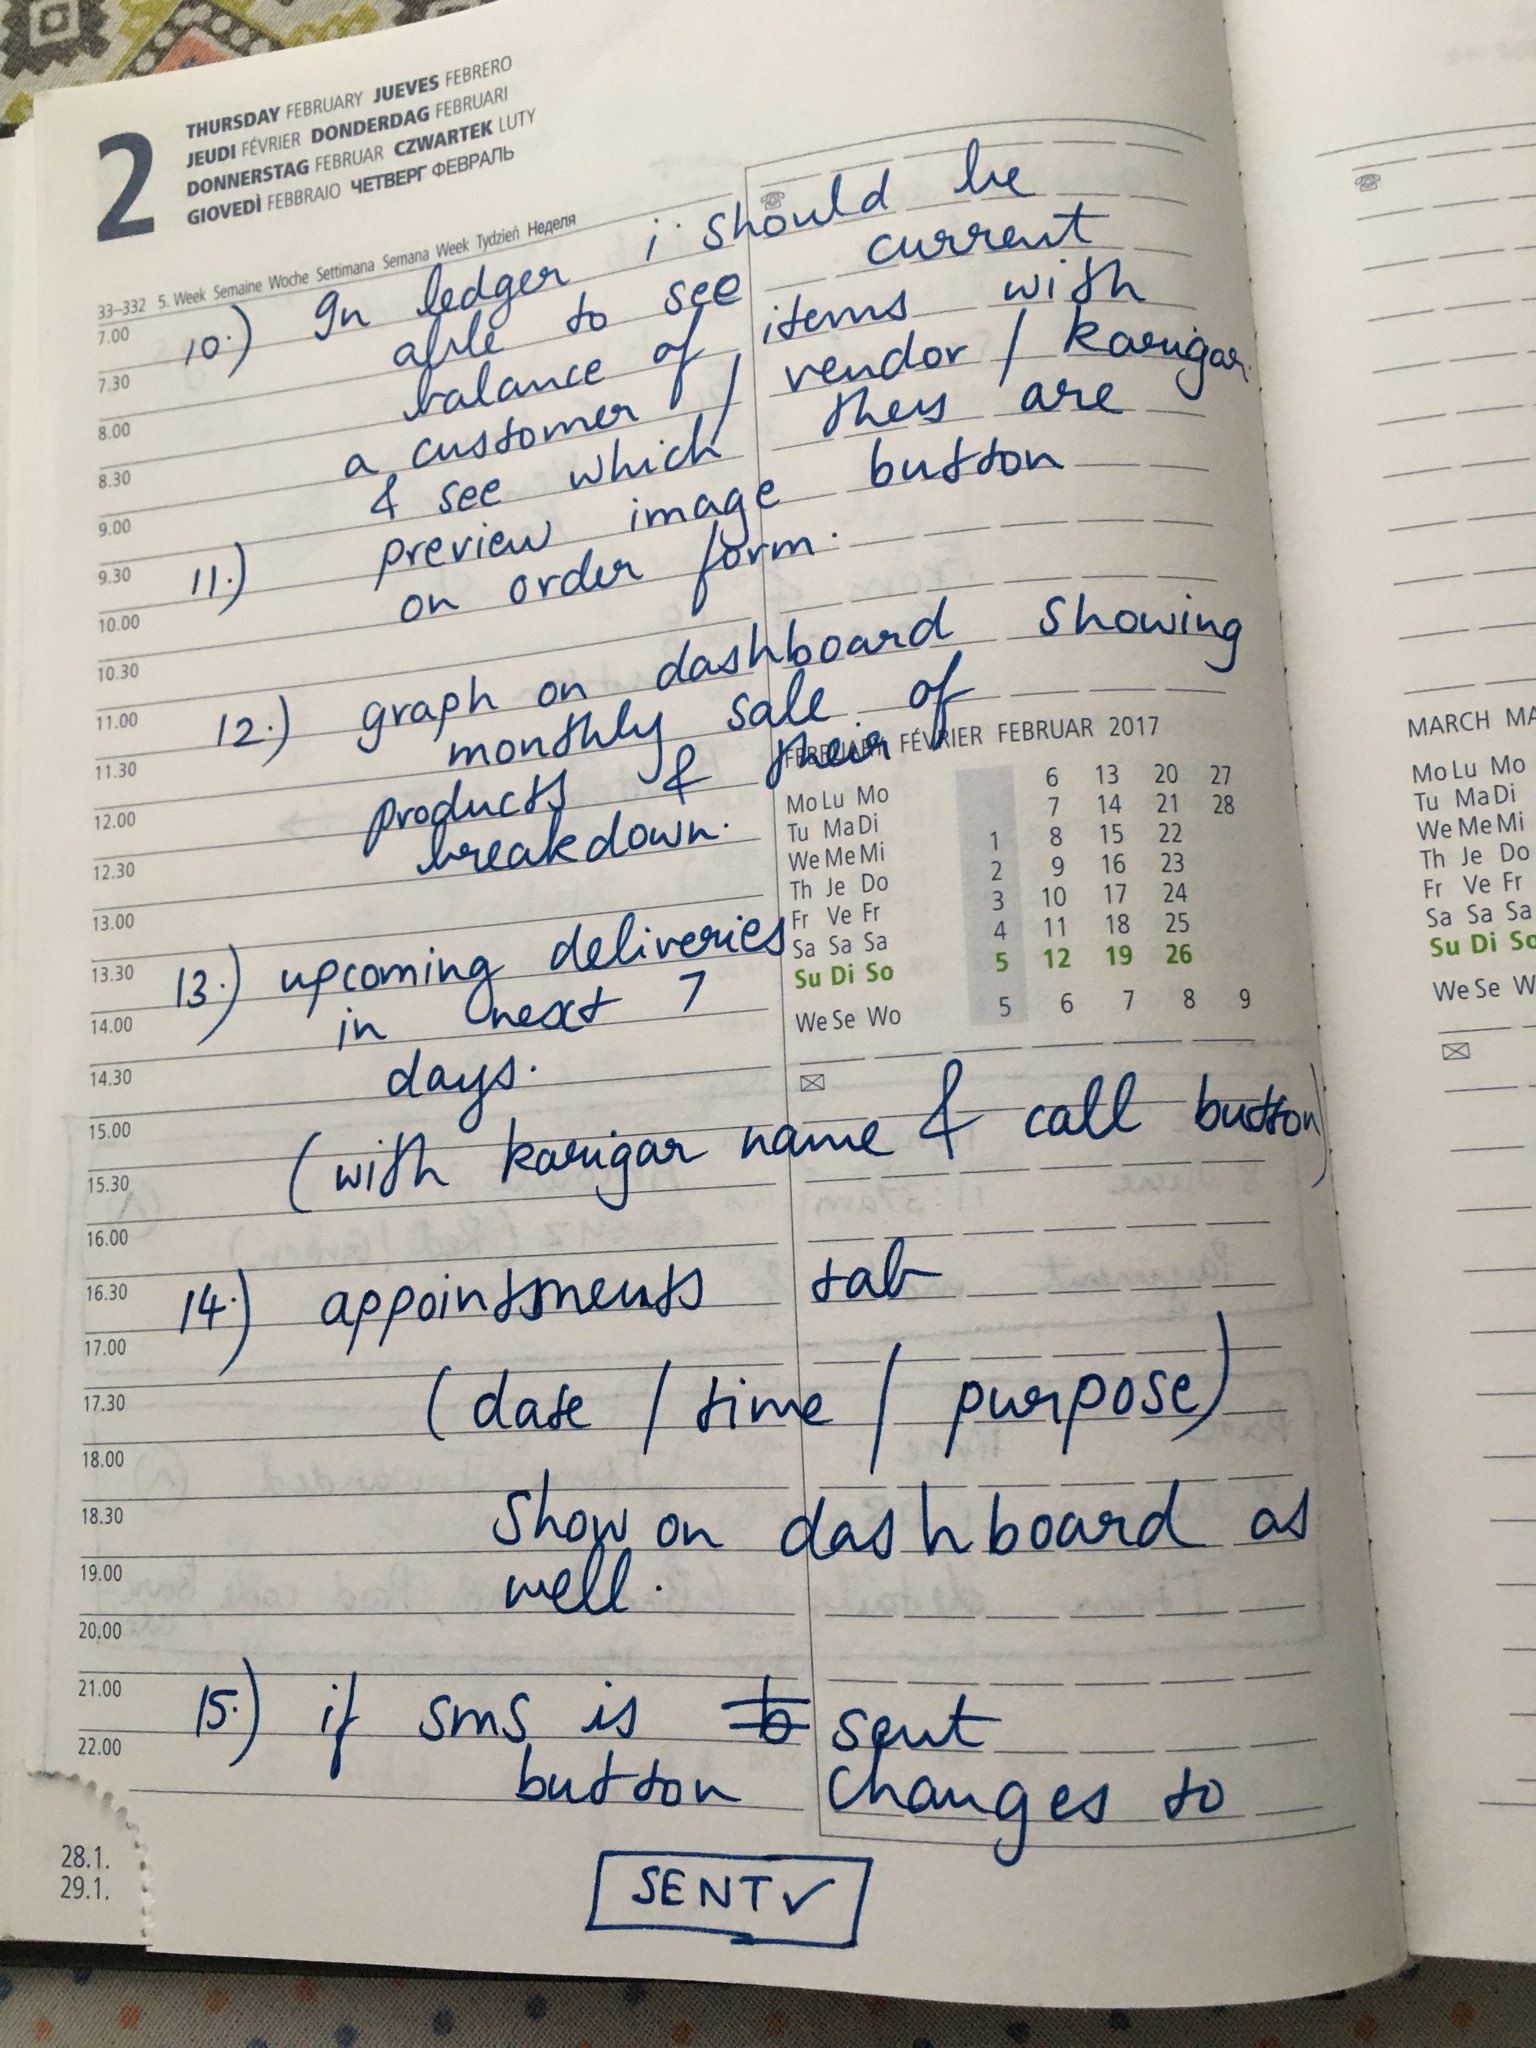 2
THURSDAY FEBRUARY JUEVES FEBRERO
JEUDI FÉVRIER DONDERDAG FEBRUARI
DONNERSTAG FEBRUAR CZWARTEK LUTY
GIOVEDÌ FEBBRAIO ЧЕТВЕРГ ФЕВРАЛЬ
33–332 5. Week Semaine Woche Settimana Semana Week Tydzień Неделя
7.00
7.30
8.00
8.30
9.00
9.30
10.00
10.30
11.00
11.30
12.00
12.30
13.00
13.30
14.00
14.30
15.00
15.30
16.00
16.30
17.00
17.30
18.00
18.30
19.00
20.00
21.00
22.00
28.1.
29.1.
10.) In ledger i should be
able to see current
balance of items with
a customer / vendor / karigar
& see which they are
11.) preview image button
on order form.
12.) graph on dashboard showing
monthly sale of
products & their
breakdown.
13.) upcoming deliveries
in next 7
days.
(with karigar name & call button)
14.) appointments tab
(date / time / purpose)
Show on dashboard as
well.
15.) if sms is b sent
button changes to
SENT ✓
FEBRUARY FÉVRIER FEBRUAR 2017
Mo Lu Mo 6 13 20 27
Tu Ma Di 7 14 21 28
We Me Mi 1 8 15 22
Th Je Do 2 9 16 23
Fr Ve Fr 3 10 17 24
Sa Sa Sa 4 11 18 25
Su Di So 5 12 19 26
We Se Wo 5 6 7 8 9
MARCH
Mo Lu Mo
Tu Ma Di
We Me Mi
Th Je Do
Fr Ve Fr
Sa Sa Sa
Su Di So
We Se